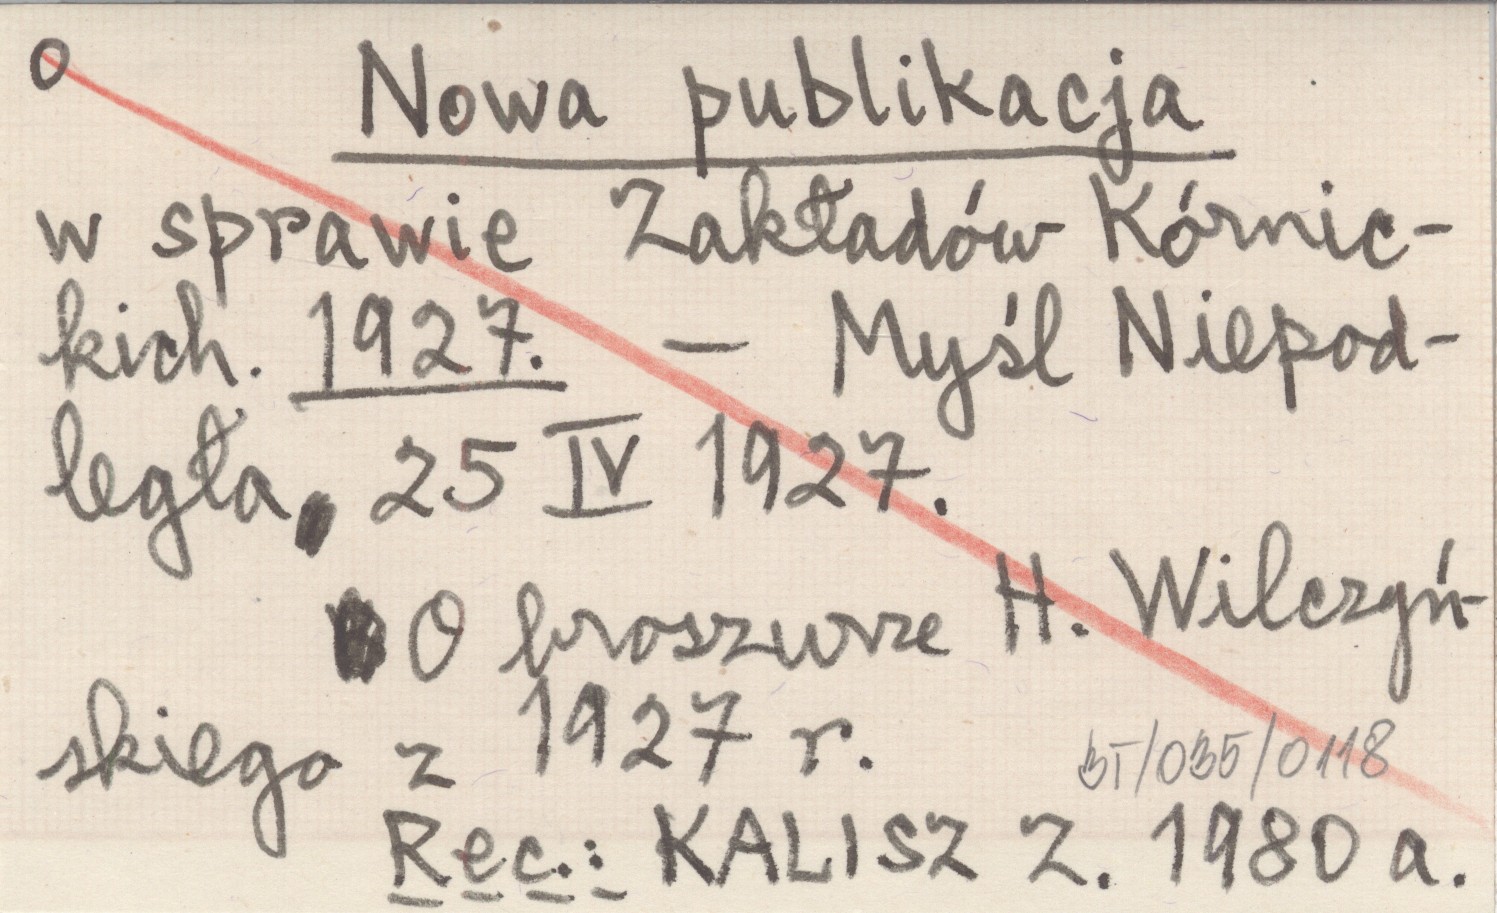 O Nowa publikacja
w sprawie Zakładów Kórnic-
kich. 1927. – Myśl Niepod-
legła, 25 IV 1927.
O broszurze H. Wilczyń-
skiego z 1927 r.
BT/035/0118
Rec.: KALISZ Z. 1980 a.